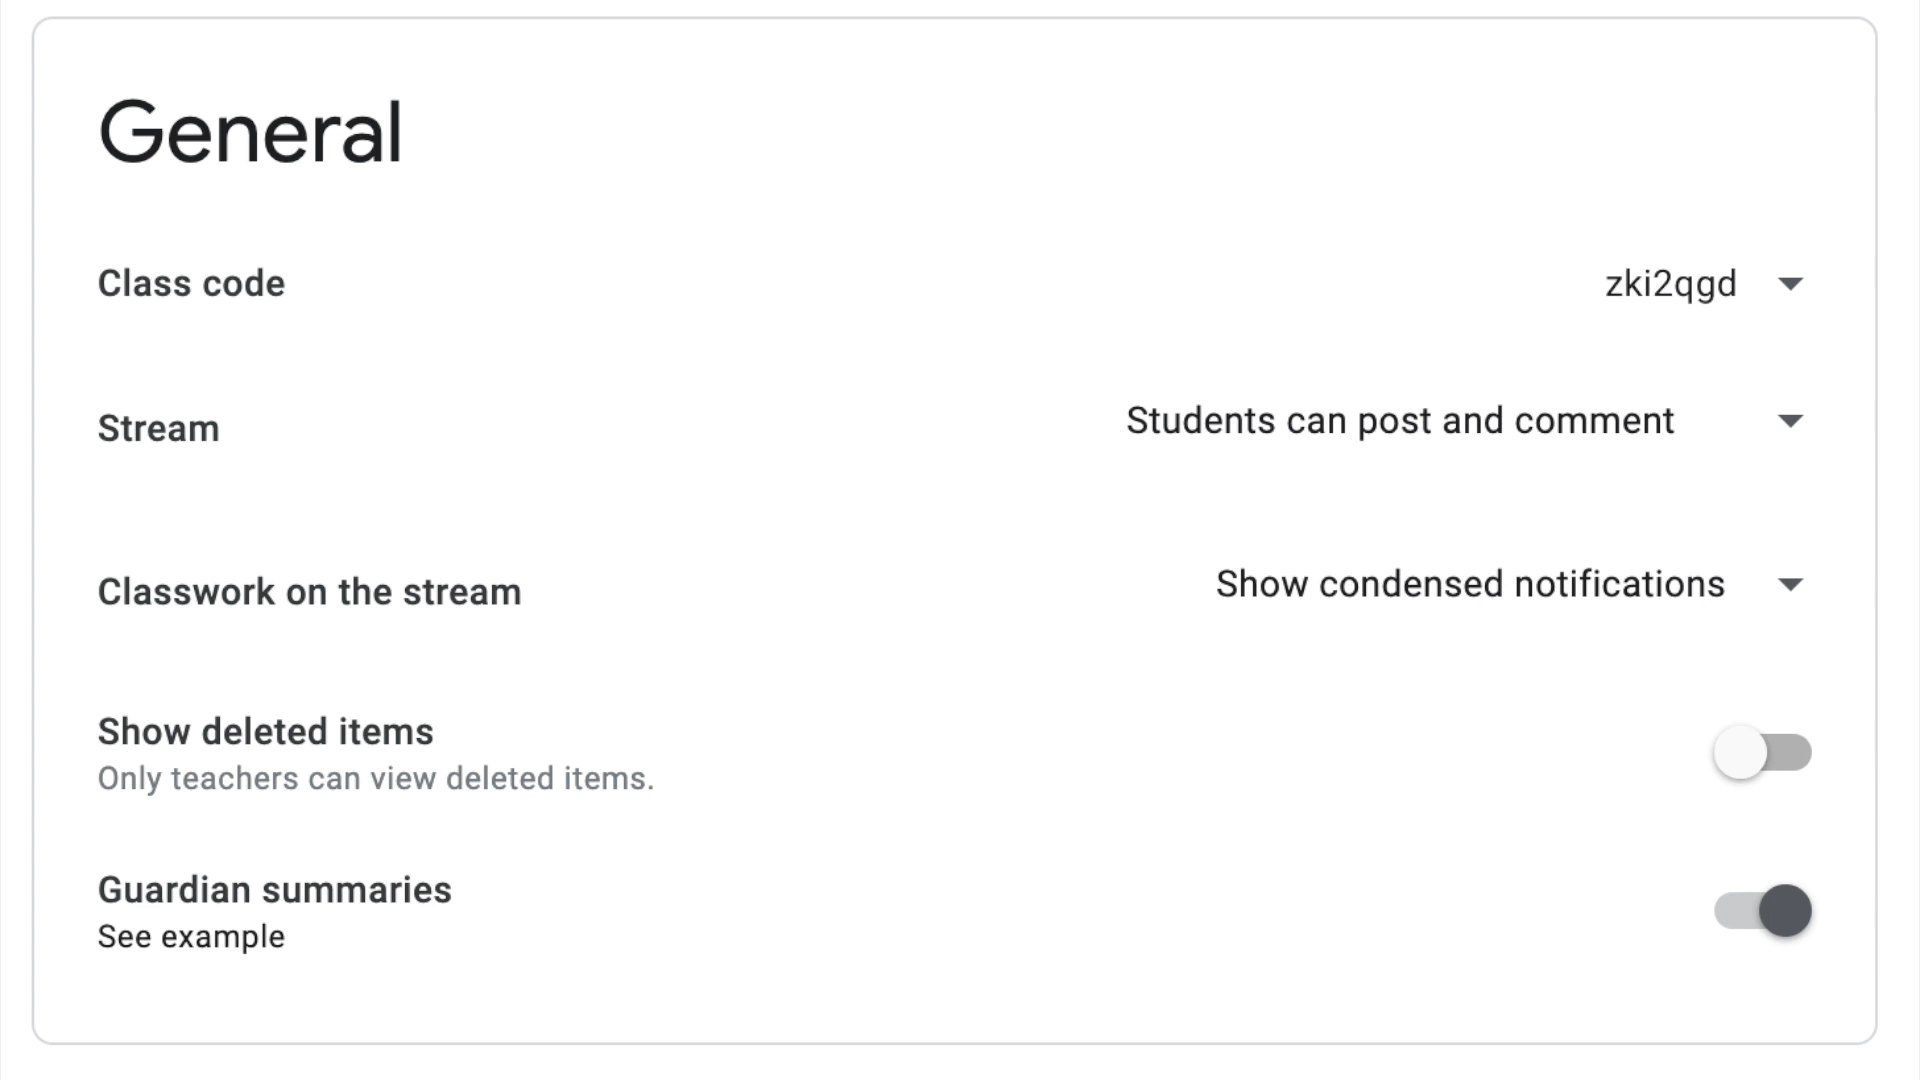 General
Class code
zki2qgd
Stream
Students can post and comment
Classwork on the stream
Show condensed notifications
Show deleted items
Only teachers can view deleted items.
Guardian summaries
See example